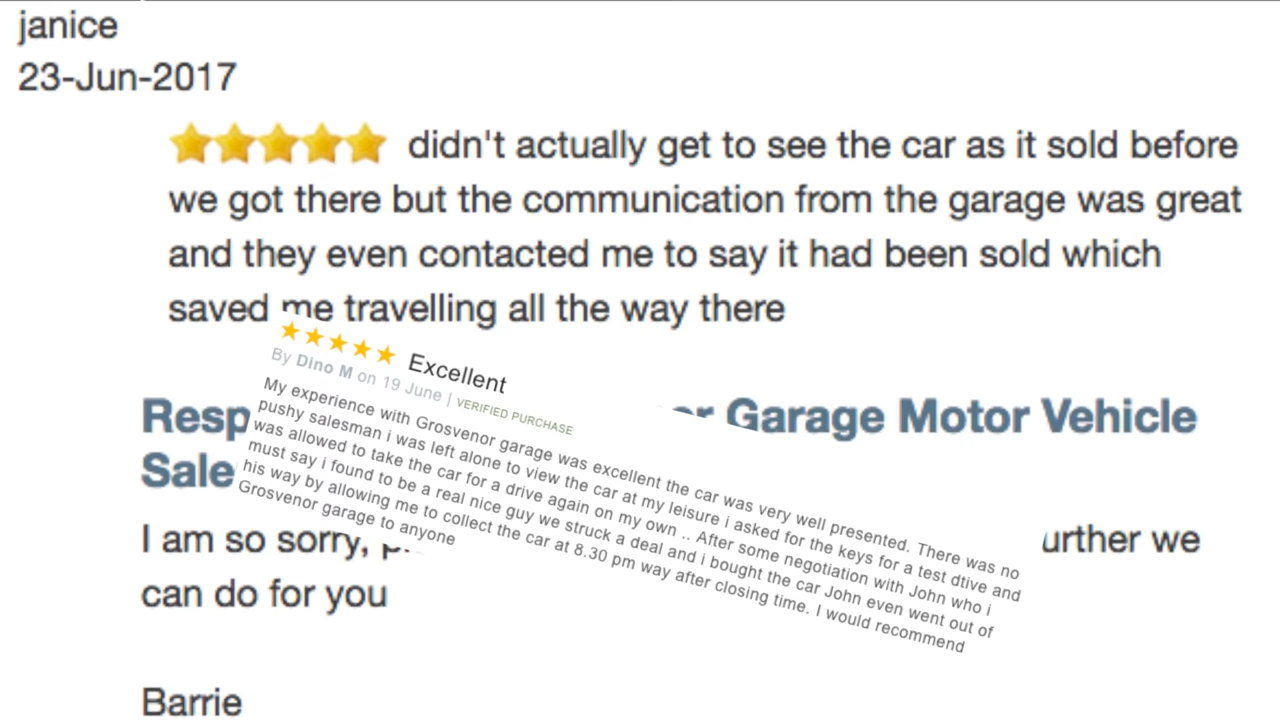 janice
23-Jun-2017
didn't actually get to see the car as it sold before
we got there but the communication from the garage was great
and they even contacted me to say it had been sold which
saved me travelling all the way there
Excellent
By Dino M on 19 June | VERIFIED PURCHASE
My experience with Grosvenor garage was excellent the car was very well presented. There was no
pushy salesman i was left alone to view the car at my leisure i asked for the keys for a test dtive and
was allowed to take the car for a drive again on my own .. After some negotiation with John who i
must say i found to be a real nice guy we struck a deal and i bought the car John even went out of
his way by allowing me to collect the car at 8.30 pm way after closing time. I would recommend
Grosvenor garage to anyone
Garage Motor Vehicle
Sale
I am so sorry, we
can do for you
Barrie